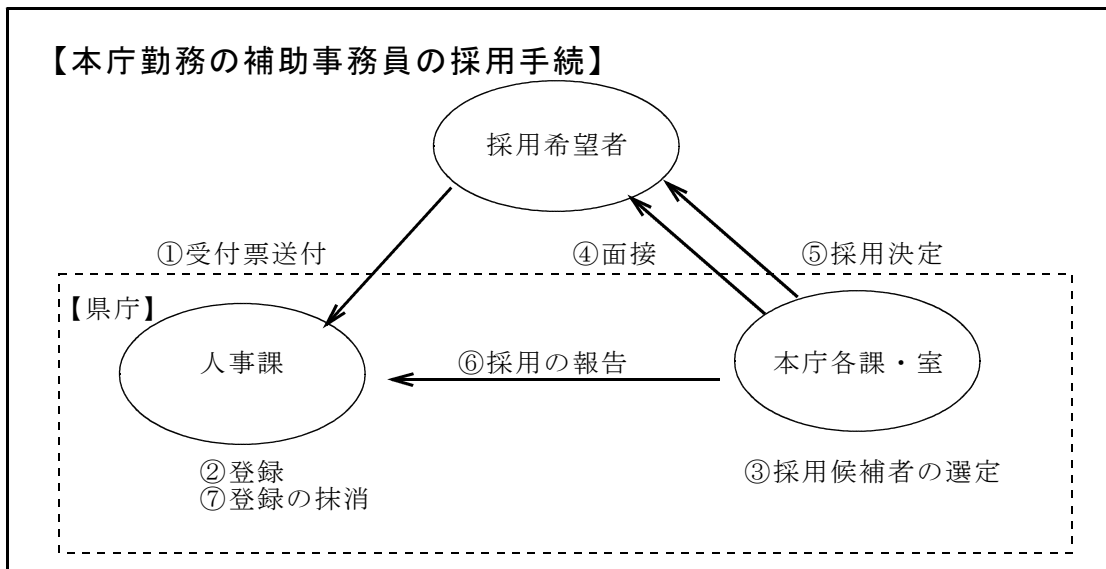 【本庁勤務の補助事務員の採用手続】
採用希望者
①受付票送付
④面接
⑤採用決定
【県庁】
人事課
⑥採用の報告
本庁各課・室
②登録
⑦登録の抹消
③採用候補者の選定